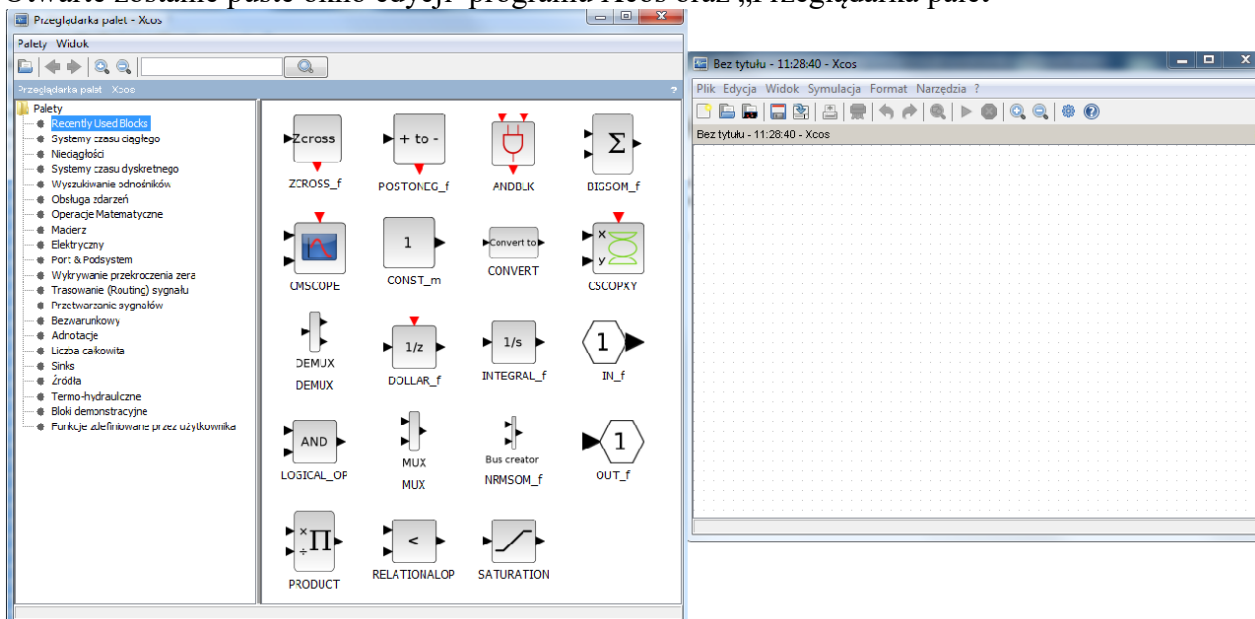 Otwarte zostanie puste okno edycji programu Xcos oraz „Przeglądarka palet
Przeglądarka palet - Xcos
Palety Widok
Przeglądarka palet - Xcos ?
Palety
Recently Used Blocks
Systemy czasu ciągłego
Nieciągłości
Systemy czasu dyskretnego
Wyszukiwanie odnośników
Obsługa zdarzeń
Operacje Matematyczne
Macierz
Elektryczny
Port & Podsystem
Wykrywanie przekroczenia zera
Trasowanie (Routing) sygnału
Przetwarzanie sygnałów
Bezwarunkowy
Adnotacje
Liczba całkowita
Sinks
Źródła
Termo-hydrauliczne
Bloki demonstracyjne
Funkcje zdefiniowane przez użytkownika
Zcross
+ to -
Σ
ZCROSS_f
POSTONEG_f
ANDBLK
BIGSOM_f
1
Convert to
x
y
CMSCOPE
CONST_m
CONVERT
CSCOPXY
DEMUX
1/z
1/s
1
DEMUX
DOLLAR_f
INTEGRAL_f
IN_f
AND
MUX
Bus creator
1
LOGICAL_OP
MUX
NRMSOM_f
OUT_f
×
÷
Π
<
PRODUCT
RELATIONALOP
SATURATION
Bez tytułu - 11:28:40 - Xcos
Plik Edycja Widok Symulacja Format Narzędzia ?
Bez tytułu - 11:28:40 - Xcos